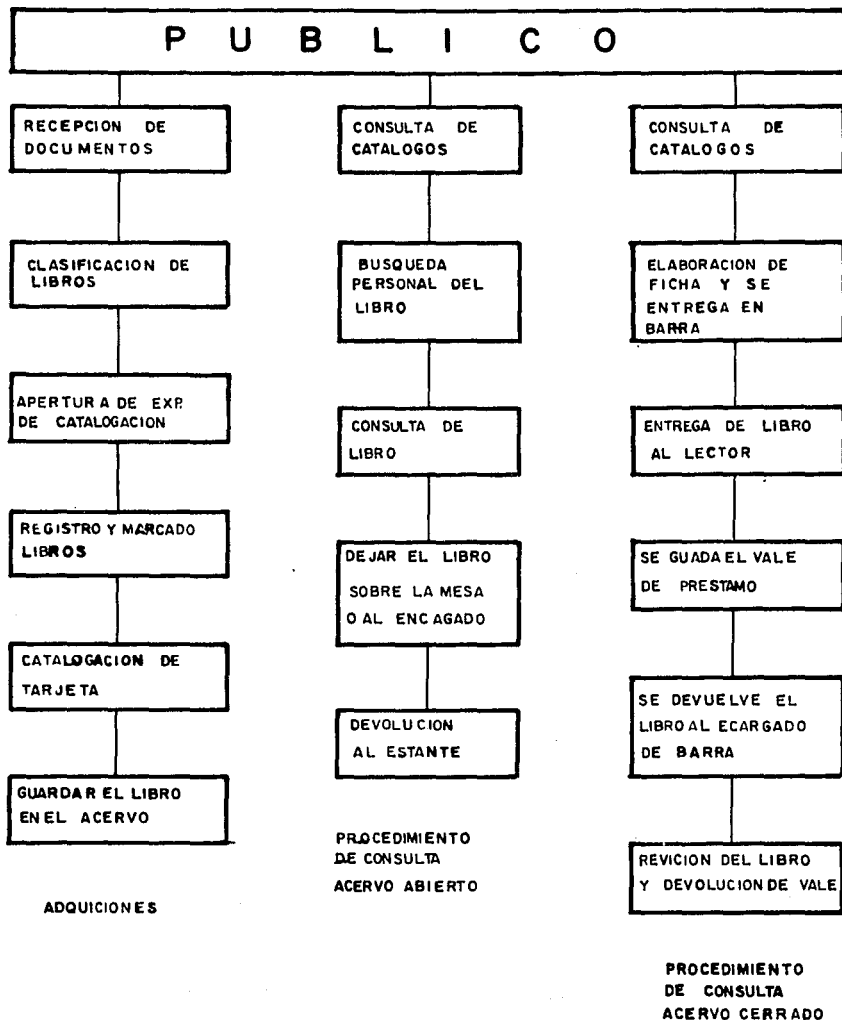 PUBLICO
RECEPCION DE
DOCUMENTOS
CLASIFICACION DE
LIBROS
APERTURA DE EXP.
DE CATALOGACION
REGISTRO Y MARCADO
LIBROS
CATALOGACION DE
TARJETA
GUARDAR EL LIBRO
EN EL ACERVO
ADQUICIONES
CONSULTA DE
CATALOGOS
BUSQUEDA
PERSONAL DEL
LIBRO
CONSULTA DE
LIBRO
DEJAR EL LIBRO
SOBRE LA MESA
O AL ENCAGADO
DEVOLUCION
AL ESTANTE
PROCEDIMIENTO
DE CONSULTA
ACERVO ABIERTO
CONSULTA DE
CATALOGOS
ELABORACION DE
FICHA Y SE
ENTREGA EN
BARRA
ENTREGA DE LIBRO
AL LECTOR
SE GUADA EL VALE
DE PRESTAMO
SE DEVUELVE EL
LIBRO AL ECARGADO
DE BARRA
REVICION DEL LIBRO
Y DEVOLUCION DE VALE
PROCEDIMIENTO
DE CONSULTA
ACERVO CERRADO